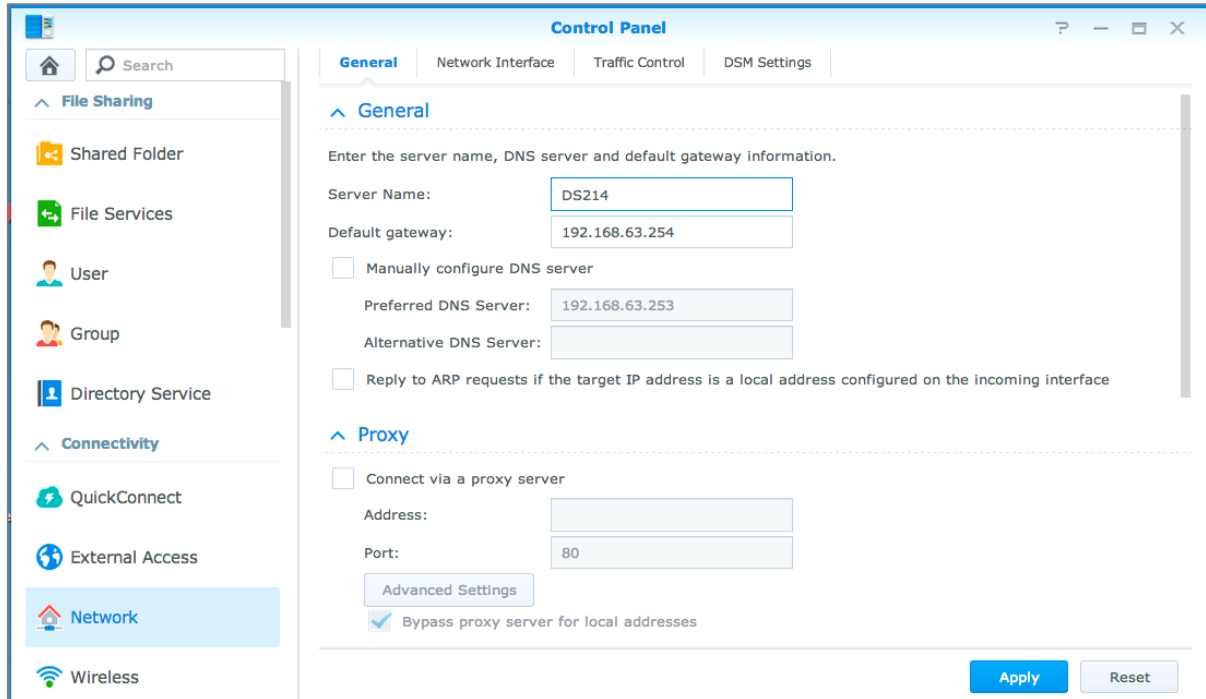 Control Panel
Search
General Network Interface Traffic Control DSM Settings
File Sharing
Shared Folder
File Services
User
Group
Directory Service
Connectivity
QuickConnect
External Access
Network
Wireless
General
Enter the server name, DNS server and default gateway information.
Server Name: DS214
Default gateway: 192.168.63.254
Manually configure DNS server
Preferred DNS Server: 192.168.63.253
Alternative DNS Server:
Reply to ARP requests if the target IP address is a local address configured on the incoming interface
Proxy
Connect via a proxy server
Address:
Port: 80
Advanced Settings
Bypass proxy server for local addresses
Apply Reset